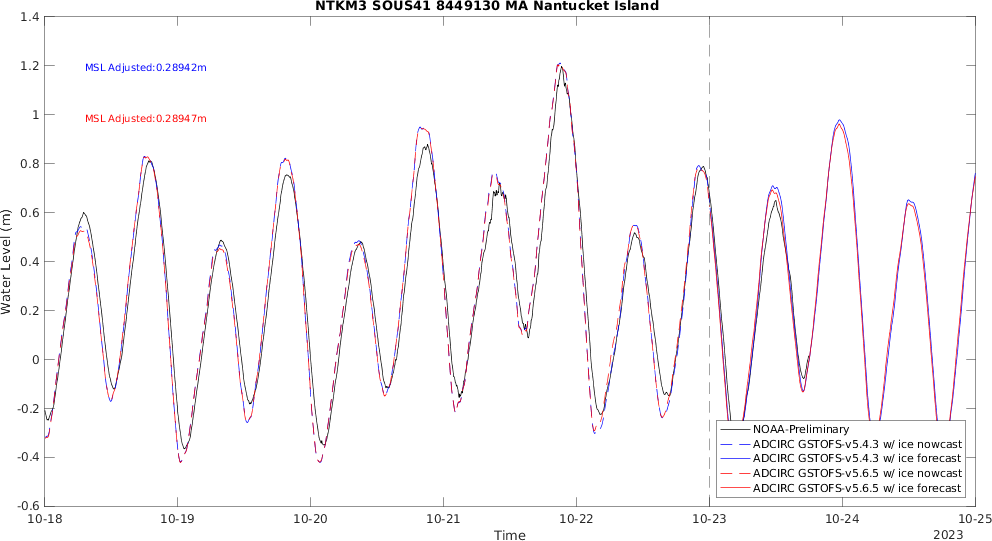 NTKM3 SOUS41 8449130 MA Nantucket Island
1.4
1.2
1
0.8
0.6
0.4
0.2
0
-0.2
-0.4
-0.6
Water Level (m)
MSL Adjusted:0.28942m
MSL Adjusted:0.28947m
NOAA-Preliminary
ADCIRC GSTOFS-v5.4.3 w/ ice nowcast
ADCIRC GSTOFS-v5.4.3 w/ ice forecast
ADCIRC GSTOFS-v5.6.5 w/ ice nowcast
ADCIRC GSTOFS-v5.6.5 w/ ice forecast
10-18 10-19 10-20 10-21 10-22 10-23 10-24 10-25
Time
2023